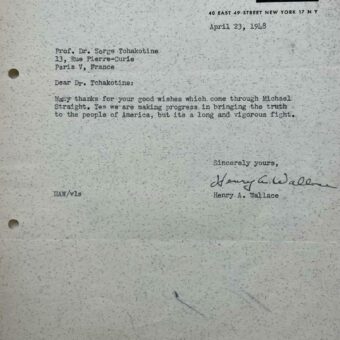 40 EAST 49 STREET NEW YORK 17 N Y
April 23, 1948
Prof. Dr. Serge Tchakotine
13, Rue Pierre-Curie
Paris V, France
Dear Dr. Tchakotine:
Many thanks for your good wishes which come through Michael
Straight. Yes we are making progress in bringing the truth
to the people of America, but its a long and vigorous fight.
Sincerely yours,
Henry A. Wallace
HAW/vls
Henry A. Wallace